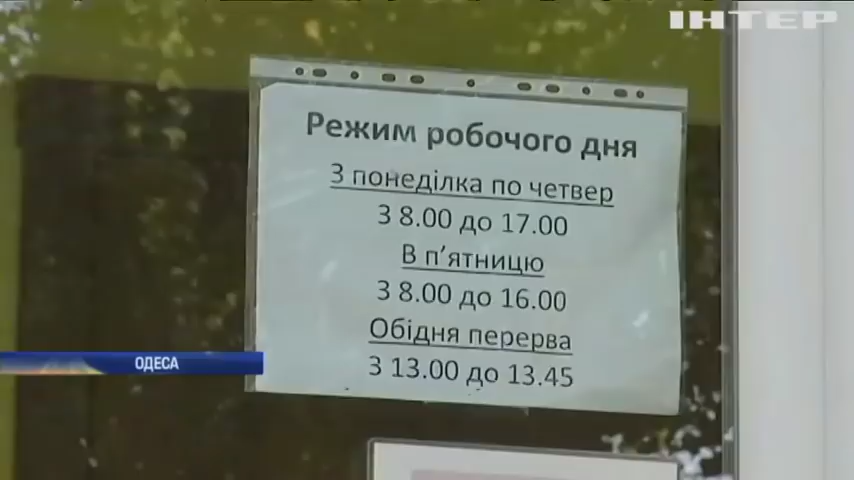 ІНТЕР
Режим робочого дня
З понеділка по четвер
З 8.00 до 17.00
В п’ятницю
З 8.00 до 16.00
Обідня перерва
З 13.00 до 13.45
ОДЕСА